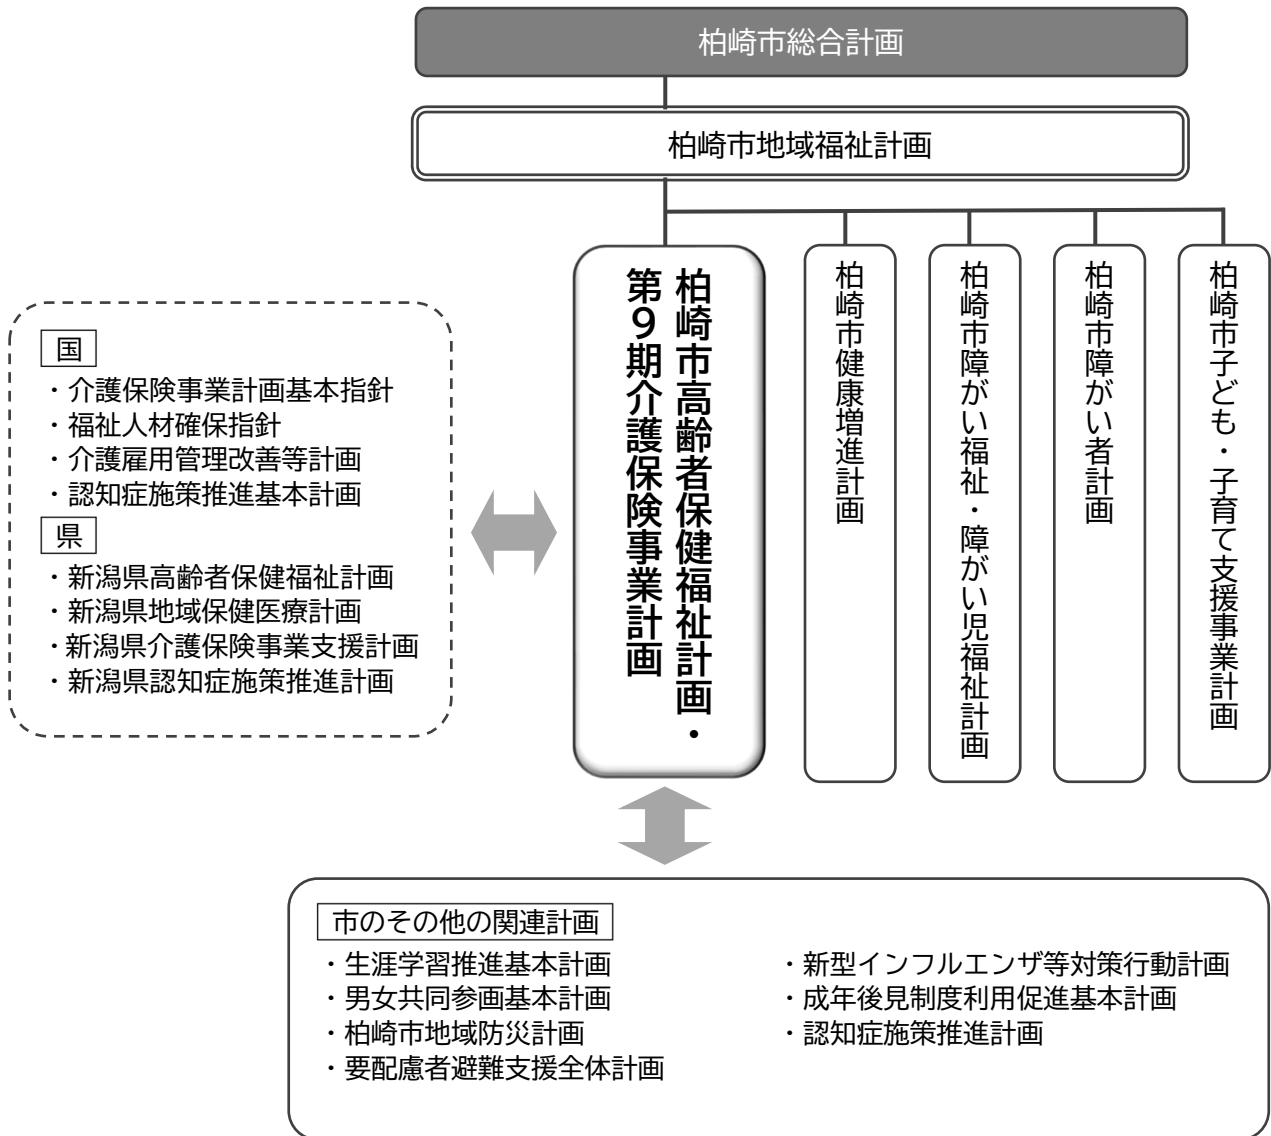 柏崎市総合計画
柏崎市地域福祉計画
柏崎市高齢者保健福祉計画・
第９期介護保険事業計画
柏崎市健康増進計画
柏崎市障がい福祉・障がい児福祉計画
柏崎市障がい者計画
柏崎市子ども・子育て支援事業計画
国
・介護保険事業計画基本指針
・福祉人材確保指針
・介護雇用管理改善等計画
・認知症施策推進基本計画
県
・新潟県高齢者保健福祉計画
・新潟県地域保健医療計画
・新潟県介護保険事業支援計画
・新潟県認知症施策推進計画
市のその他の関連計画
・生涯学習推進基本計画
・男女共同参画基本計画
・柏崎市地域防災計画
・要配慮者避難支援全体計画
・新型インフルエンザ等対策行動計画
・成年後見制度利用促進基本計画
・認知症施策推進計画